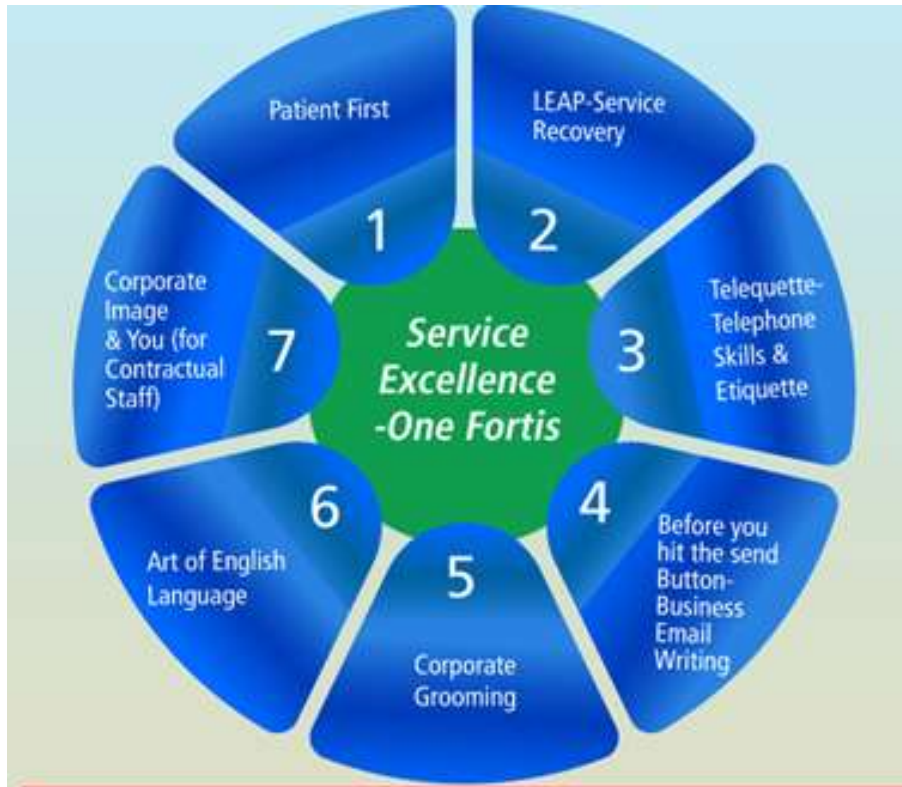 Patient First
1
LEAP-Service
Recovery
2
Telequette-
Telephone
Skills &
Etiquette
3
Before you
hit the send
Button-
Business
Email
Writing
4
Corporate
Grooming
5
Art of English
Language
6
Corporate
Image
& You (for
Contractual
Staff)
7
Service
Excellence
-One Fortis